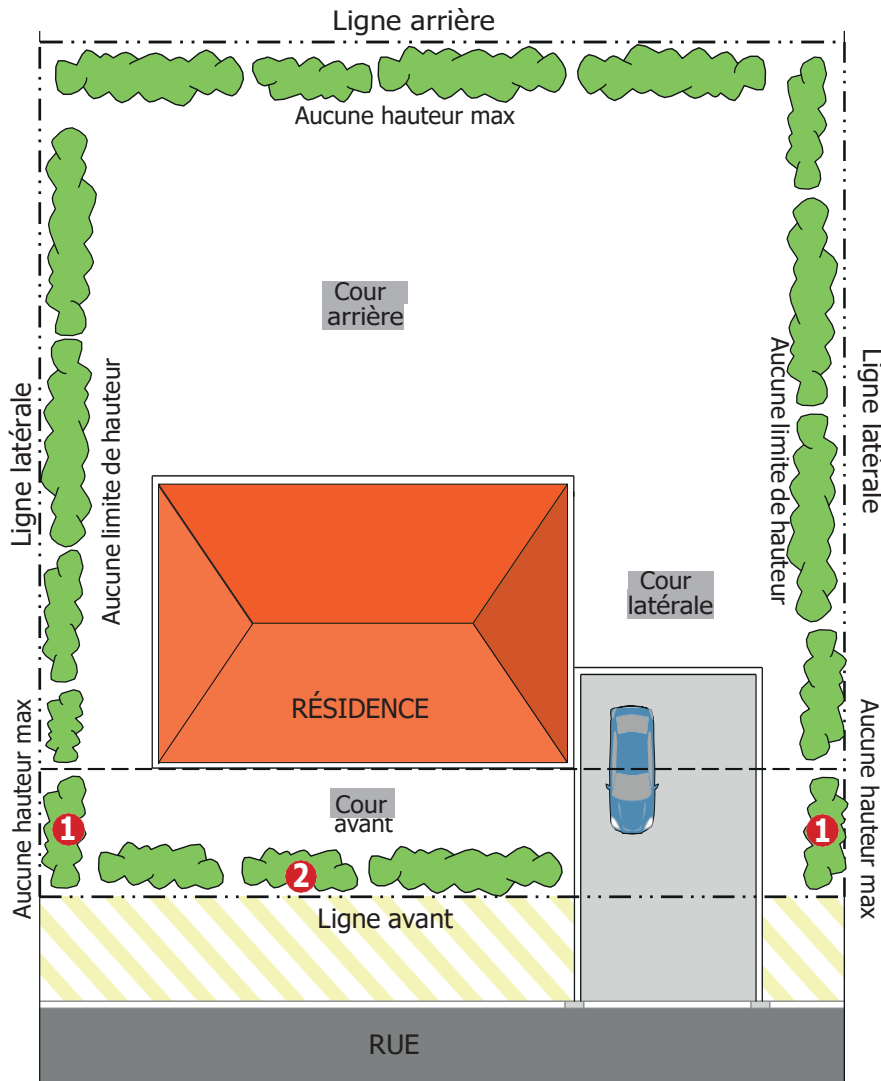 Ligne arrière
Aucune hauteur max
Cour
arrière
Ligne latérale
Aucune limite de hauteur
Aucune limite de hauteur
Ligne latérale
Cour
latérale
RÉSIDENCE
Aucune hauteur max
Aucune hauteur max
Cour
avant
1
1
2
Ligne avant
RUE